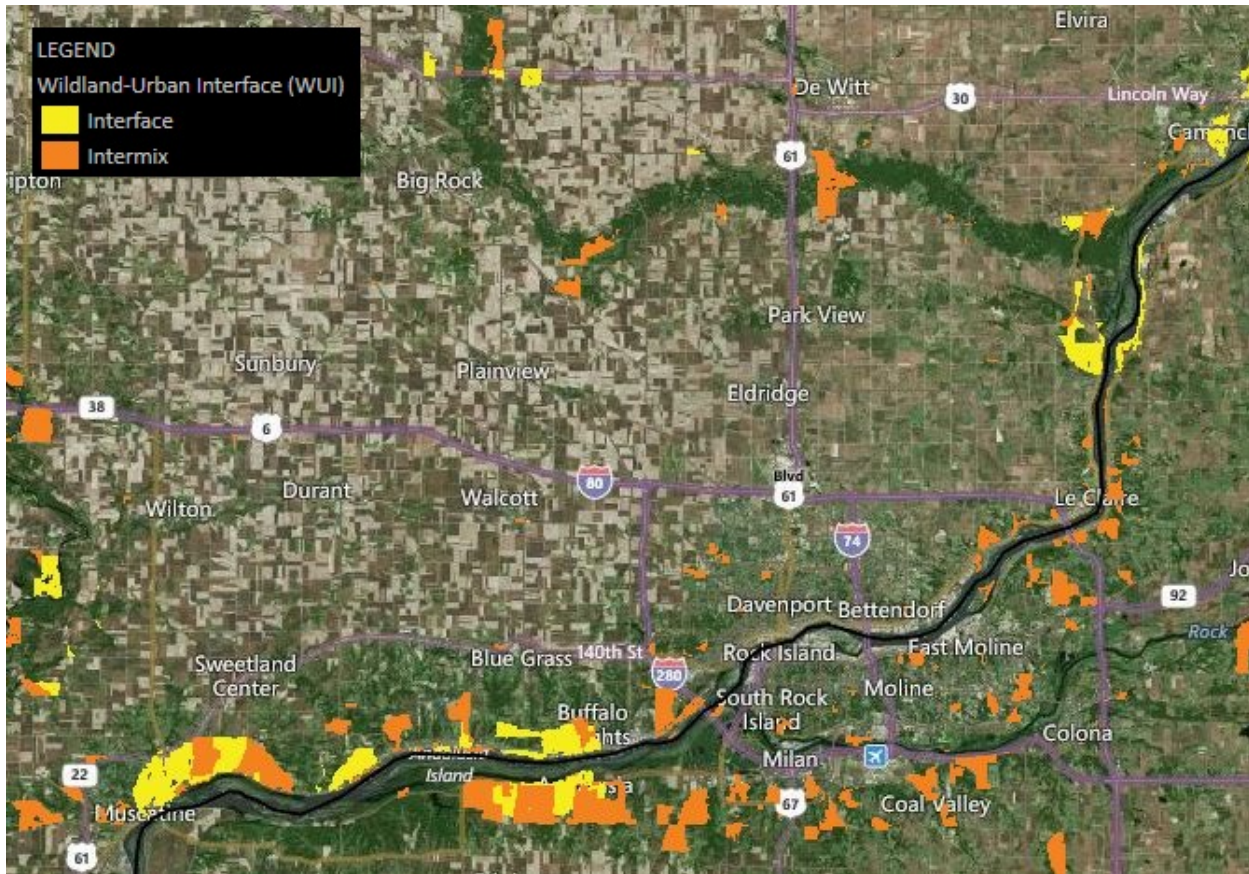 LEGEND
Wildland-Urban Interface (WUI)
Interface
Intermix
Elvira
De Witt
30
Lincoln Way
61
Big Rock
Park View
Sunbury
Plainview
Eldridge
38
6
80
Blvd
61
Durant
Walcott
Wilton
Le Claire
74
92
Davenport
Bettendorf
Rock
140th St
Rock Island
East Moline
Blue Grass
Sweetland
Center
280
Moline
South Rock
Island
Buffalo
Colona
Milan
Island
22
67
Coal Valley
61